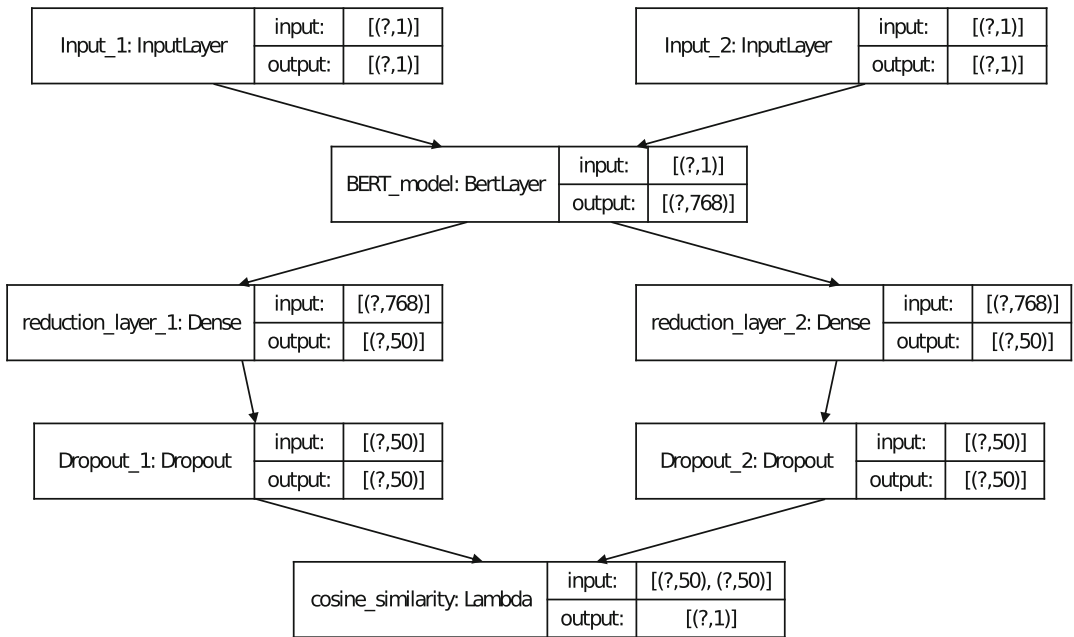 Input_1: InputLayer
input: [(?,1)]
output: [(?,1)]
Input_2: InputLayer
input: [(?,1)]
output: [(?,1)]
BERT_model: BertLayer
input: [(?,1)]
output: [(?,768)]
reduction_layer_1: Dense
input: [(?,768)]
output: [(?,50)]
reduction_layer_2: Dense
input: [(?,768)]
output: [(?,50)]
Dropout_1: Dropout
input: [(?,50)]
output: [(?,50)]
Dropout_2: Dropout
input: [(?,50)]
output: [(?,50)]
cosine_similarity: Lambda
input: [(?,50), (?,50)]
output: [(?,1)]